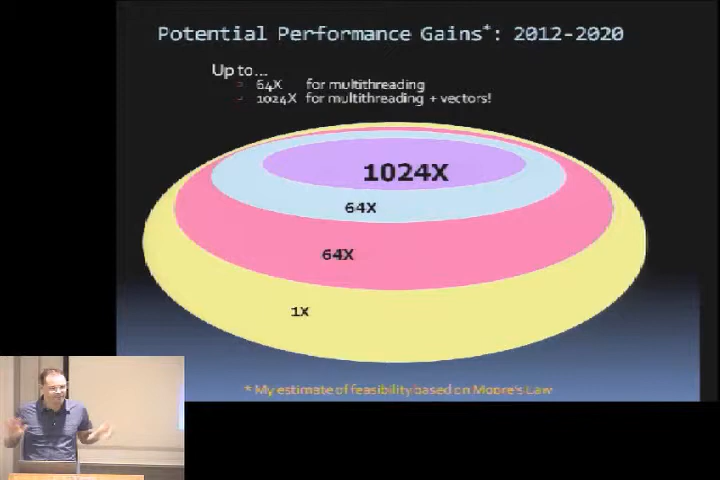 Potential Performance Gains*: 2012-2020
Up to...
64X for multithreading
1024X for multithreading + vectors!
1024X
64X
64X
1X
* My estimate of feasibility based on Moore's Law